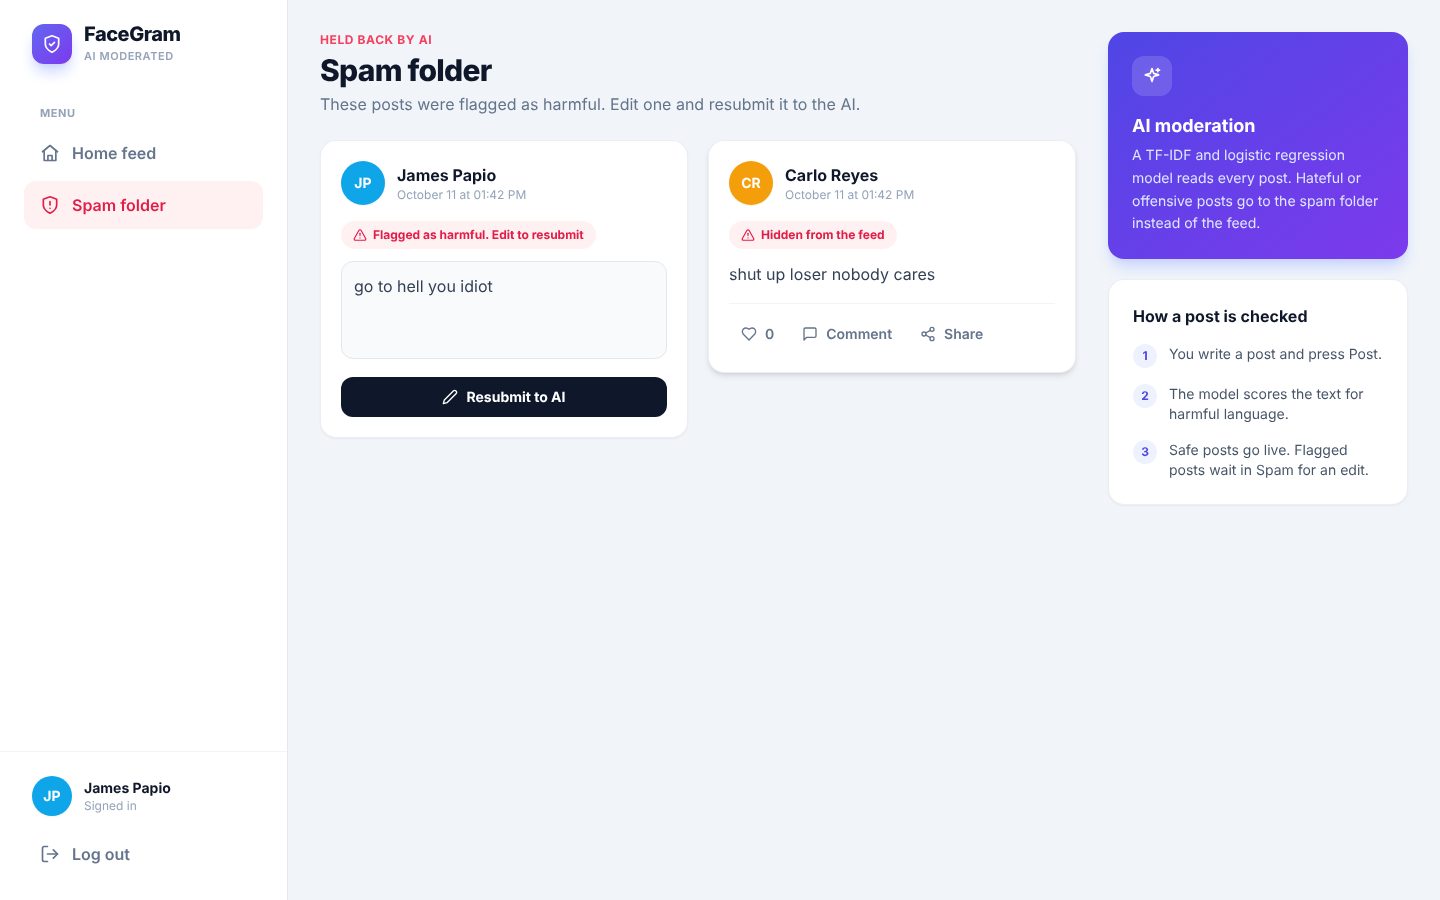 FaceGram
AI MODERATED
MENU
Home feed
Spam folder
JP
James Papio
Signed in
Log out
HELD BACK BY AI
Spam folder
These posts were flagged as harmful. Edit one and resubmit it to the AI.
JP
James Papio
October 11 at 01:42 PM
Flagged as harmful. Edit to resubmit
go to hell you idiot
Resubmit to AI
CR
Carlo Reyes
October 11 at 01:42 PM
Hidden from the feed
shut up loser nobody cares
0 Comment Share
AI moderation
A TF-IDF and logistic regression
model reads every post. Hateful or
offensive posts go to the spam folder
instead of the feed.
How a post is checked
1 You write a post and press Post.
2 The model scores the text for
harmful language.
3 Safe posts go live. Flagged
posts wait in Spam for an edit.